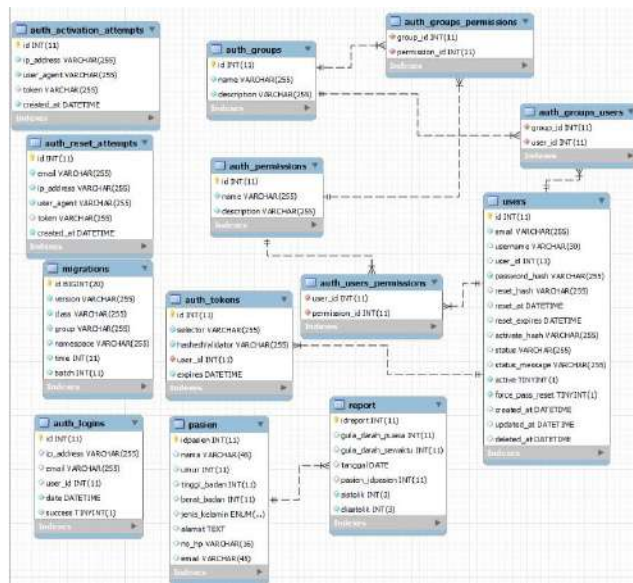 auth_activation_attempts
id INT(11)
ip_address VARCHAR(255)
user_agent VARCHAR(255)
token VARCHAR(255)
created_at DATETIME
Indexes
auth_groups
id INT(11)
name VARCHAR(255)
description VARCHAR(255)
Indexes
auth_groups_permissions
group_id INT(11)
permission_id INT(11)
Indexes
auth_groups_users
group_id INT(11)
user_id INT(11)
Indexes
auth_reset_attempts
id INT(11)
email VARCHAR(255)
ip_address VARCHAR(255)
user_agent VARCHAR(255)
token VARCHAR(255)
created_at DATETIME
Indexes
auth_permissions
id INT(11)
name VARCHAR(255)
description VARCHAR(255)
Indexes
users
id INT(11)
email VARCHAR(255)
username VARCHAR(30)
user_id INT(13)
password_hash VARCHAR(255)
reset_hash VARCHAR(255)
reset_at DATETIME
reset_expires DATETIME
activate_hash VARCHAR(255)
status VARCHAR(255)
status_message VARCHAR(255)
active TINYINT(1)
force_pass_reset TINYINT(1)
created_at DATETIME
updated_at DATETIME
deleted_at DATETIME
Indexes
migrations
id BIGINT(20)
version VARCHAR(255)
class VARCHAR(255)
group VARCHAR(255)
namespace VARCHAR(255)
time INT(11)
batch INT(11)
Indexes
auth_tokens
id INT(11)
selector VARCHAR(255)
hashedValidator VARCHAR(255)
user_id INT(11)
expires DATETIME
Indexes
auth_users_permissions
user_id INT(11)
permission_id INT(11)
Indexes
auth_logins
id INT(11)
ip_address VARCHAR(255)
email VARCHAR(255)
user_id INT(11)
date DATETIME
success TINYINT(1)
Indexes
pasien
idpasien INT(11)
nama VARCHAR(45)
umur INT(11)
tinggi_badan INT(11)
berat_badan INT(11)
jenis_kelamin ENUM(...)
alamat TEXT
no_hp VARCHAR(16)
email VARCHAR(45)
Indexes
report
idreport INT(11)
gula_darah_puasa INT(11)
gula_darah_sewaktu INT(11)
tanggal DATE
pasien_idpasien INT(11)
sistolik INT(3)
diastolik INT(3)
Indexes